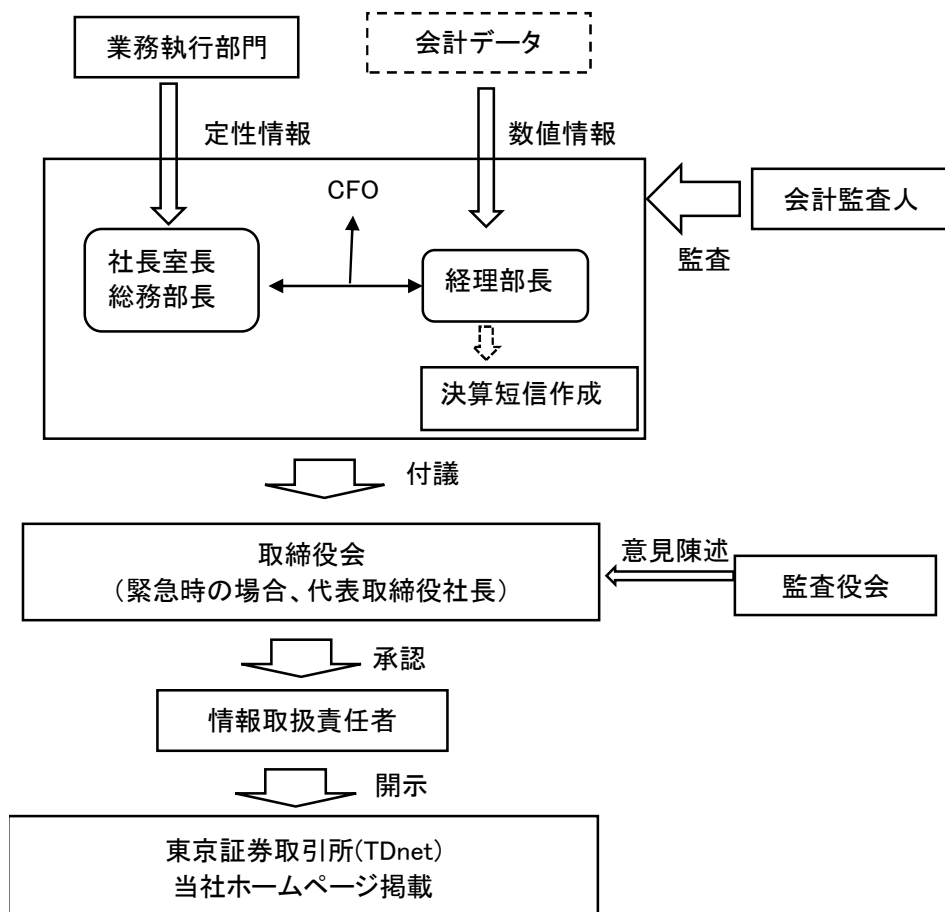 業務執行部門
会計データ
定性情報
数値情報
CFO
会計監査人
監査
社長室長
総務部長
経理部長
決算短信作成
付議
取締役会
(緊急時の場合、代表取締役社長)
意見陳述
監査役会
承認
情報取扱責任者
開示
東京証券取引所(TDnet)
当社ホームページ掲載